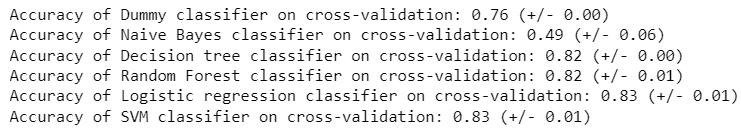 Accuracy of Dummy classifier on cross-validation: 0.76 (+/- 0.00)
Accuracy of Naive Bayes classifier on cross-validation: 0.49 (+/- 0.06)
Accuracy of Decision tree classifier on cross-validation: 0.82 (+/- 0.00)
Accuracy of Random Forest classifier on cross-validation: 0.82 (+/- 0.01)
Accuracy of Logistic regression classifier on cross-validation: 0.83 (+/- 0.01)
Accuracy of SVM classifier on cross-validation: 0.83 (+/- 0.01)